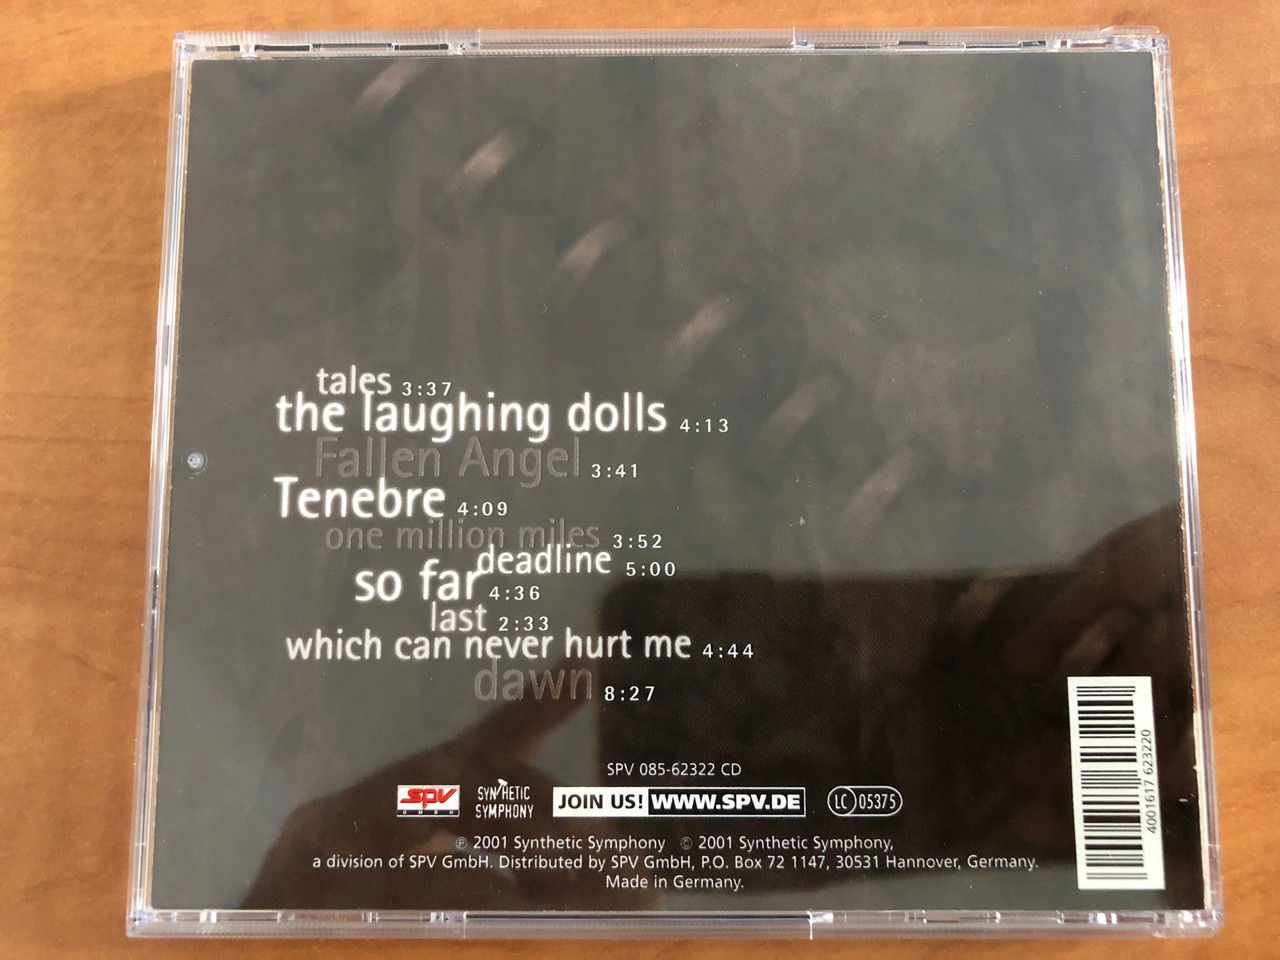 tales 3:37
the laughing dolls 4:13
Fallen Angel 3:41
Tenebre 4:09
one million miles 3:52
deadline 5:00
so far 4:36
last 2:33
which can never hurt me 4:44
dawn 8:27
SPV 085-62322 CD
SPV GMBH
SYNTHETIC SYMPHONY
JOIN US! WWW.SPV.DE
LC 05375
℗ 2001 Synthetic Symphony © 2001 Synthetic Symphony,
a division of SPV GmbH. Distributed by SPV GmbH, P.O. Box 72 1147, 30531 Hannover, Germany.
Made in Germany.
4001617 623220